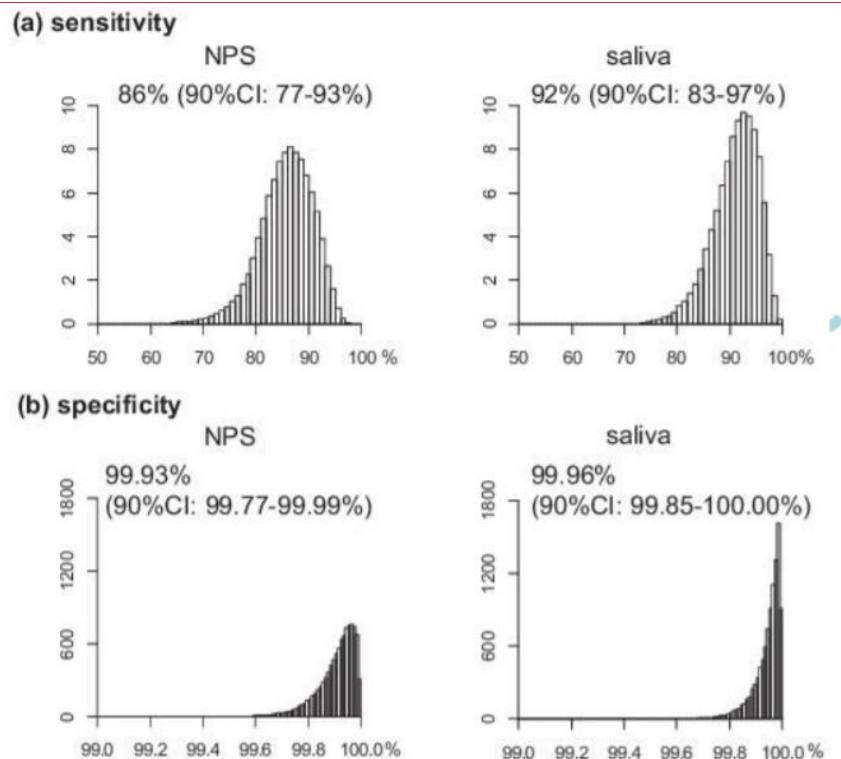 (a) sensitivity
NPS
86% (90%CI: 77-93%)
10
8
6
4
2
0
50 60 70 80 90 100 %
saliva
92% (90%CI: 83-97%)
10
8
6
4
2
0
50 60 70 80 90 100%
(b) specificity
NPS
99.93%
(90%CI: 99.77-99.99%)
1800
1200
600
0
99.0 99.2 99.4 99.6 99.8 100.0%
saliva
99.96%
(90%CI: 99.85-100.00%)
1800
1200
600
0
99.0 99.2 99.4 99.6 99.8 100.0 %